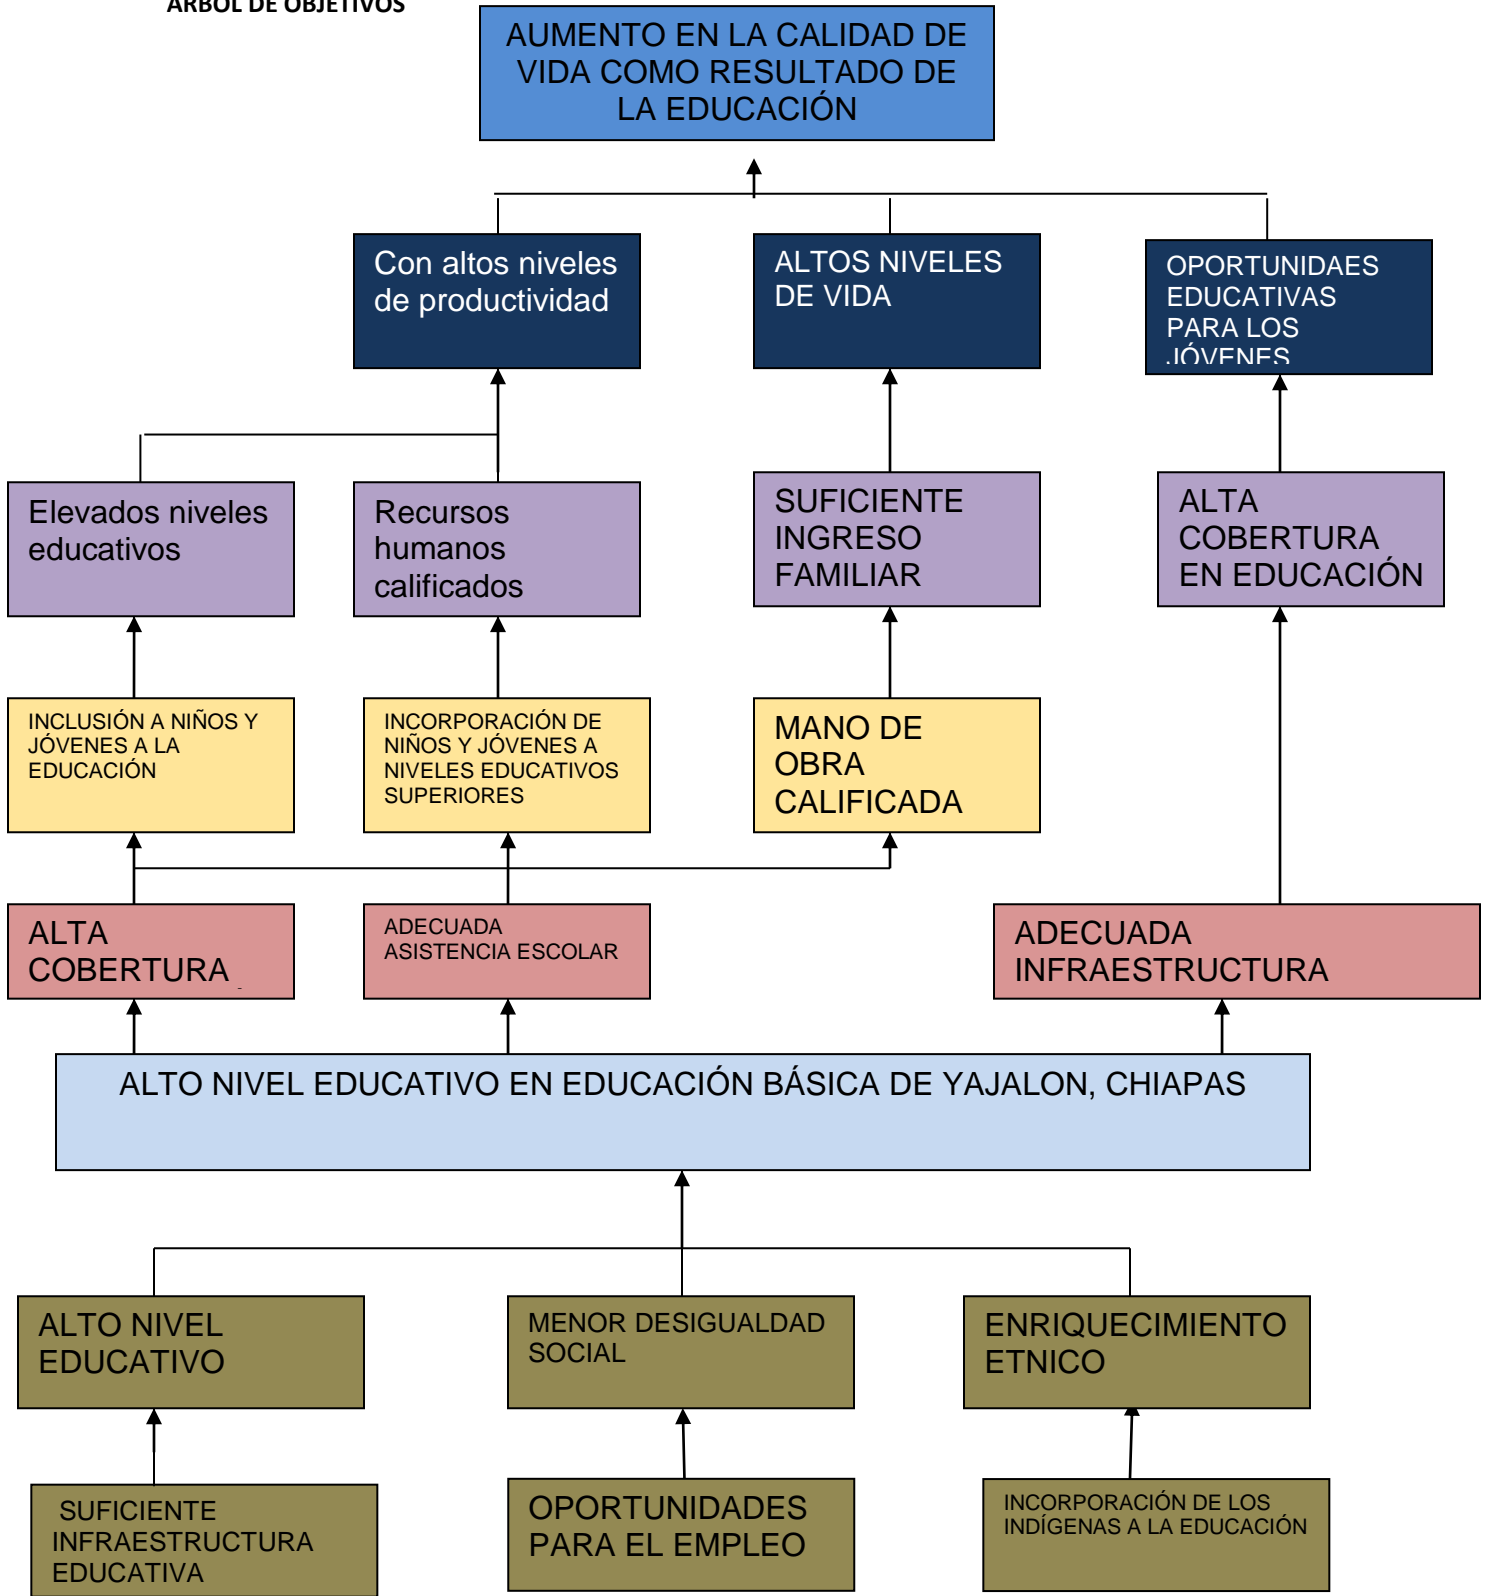 ARBOL DE OBJETIVOS
AUMENTO EN LA CALIDAD DE
VIDA COMO RESULTADO DE
LA EDUCACIÓN
Con altos niveles
de productividad
ALTOS NIVELES
DE VIDA
OPORTUNIDAES
EDUCATIVAS
PARA LOS
JÓVENES
Elevados niveles
educativos
Recursos
humanos
calificados
SUFICIENTE
INGRESO
FAMILIAR
ALTA
COBERTURA
EN EDUCACIÓN
INCLUSIÓN A NIÑOS Y
JÓVENES A LA
EDUCACIÓN
INCORPORACIÓN DE
NIÑOS Y JÓVENES A
NIVELES EDUCATIVOS
SUPERIORES
MANO DE
OBRA
CALIFICADA
ALTA
COBERTURA
ADECUADA
ASISTENCIA ESCOLAR
ADECUADA
INFRAESTRUCTURA
ALTO NIVEL EDUCATIVO EN EDUCACIÓN BÁSICA DE YAJALON, CHIAPAS
ALTO NIVEL
EDUCATIVO
MENOR DESIGUALDAD
SOCIAL
ENRIQUECIMIENTO
ETNICO
SUFICIENTE
INFRAESTRUCTURA
EDUCATIVA
OPORTUNIDADES
PARA EL EMPLEO
INCORPORACIÓN DE LOS
INDÍGENAS A LA EDUCACIÓN